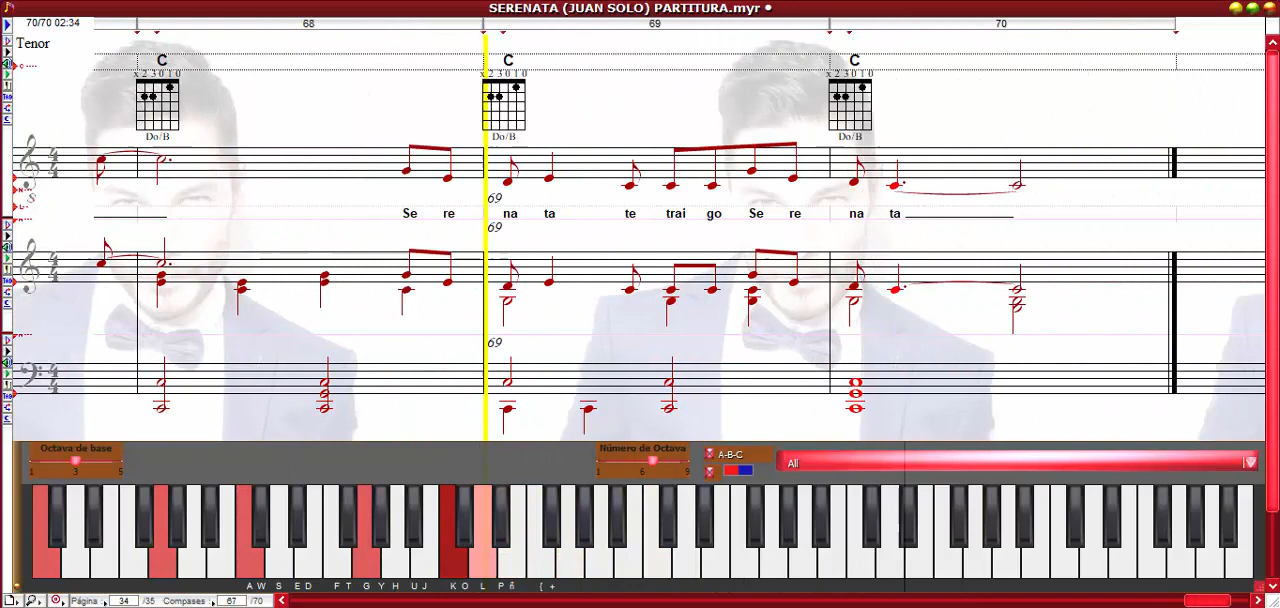 SERENATA (JUAN SOLO) PARTITURA.myr
70/70 02:34 68 69 70
Tenor
C C C
x 2 3 0 1 0 x 2 3 0 1 0 x 2 3 0 1 0
Do/B Do/B Do/B
69
Se re na ta te trai go Se re na ta
69
69
Octava de base Número de Octava A-B-C
1 3 5 1 6 9 All
A W S E D F T G Y H U J K O L P ñ { +
Página: 34 /35 Compases: 67 /70